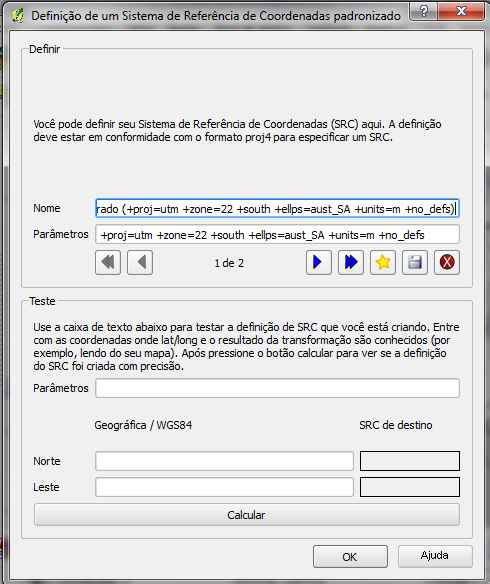 Definição de um Sistema de Referência de Coordenadas padronizado
?
Definir
Você pode definir seu Sistema de Referência de Coordenadas (SRC) aqui. A definição
deve estar em conformidade com o formato proj4 para especificar um SRC.
Nome
rado (+proj=utm +zone=22 +south +ellps=aust_SA +units=m +no_defs)
Parâmetros
+proj=utm +zone=22 +south +ellps=aust_SA +units=m +no_defs
1 de 2
Teste
Use a caixa de texto abaixo para testar a definição de SRC que você está criando. Entre
com as coordenadas onde lat/long e o resultado da transformação são conhecidos (por
exemplo, lendo do seu mapa). Após pressione o botão calcular para ver se a definição
do SRC foi criada com precisão.
Parâmetros
Geográfica / WGS84 SRC de destino
Norte
Leste
Calcular
OK Ajuda